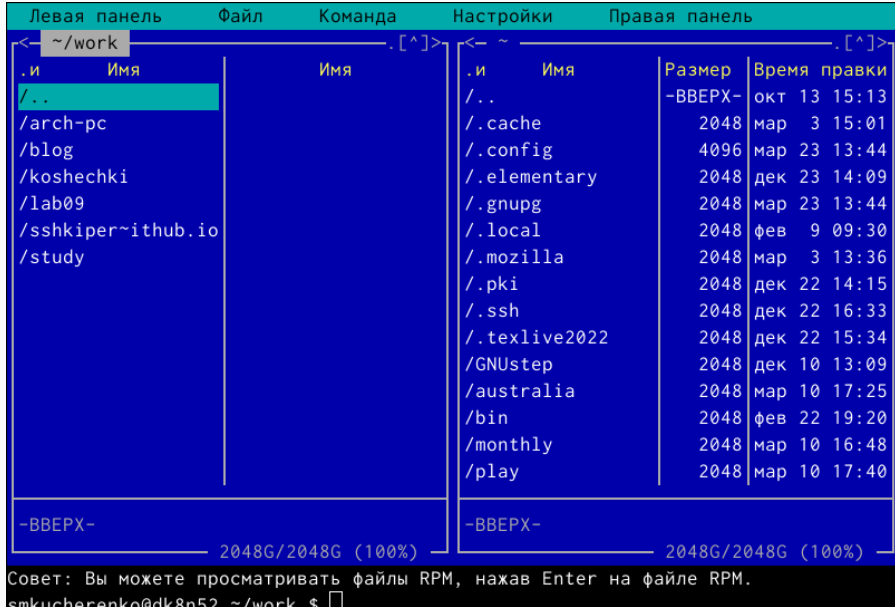 Левая панель Файл Команда Настройки Правая панель
<─ ~/work .[^]> <─ ~ .[^]>
.и Имя Имя .и Имя Размер Время правки
/.. /.. -ВВЕРХ- окт 13 15:13
/arch-pc /.cache 2048 мар 3 15:01
/blog /.config 4096 мар 23 13:44
/koshechki /.elementary 2048 дек 23 14:09
/lab09 /.gnupg 2048 мар 23 13:44
/sshkiper~ithub.io /.local 2048 фев 9 09:30
/study /.mozilla 2048 мар 3 13:36
/.pki 2048 дек 22 14:15
/.ssh 2048 дек 22 16:33
/.texlive2022 2048 дек 22 15:34
/GNUstep 2048 дек 10 13:09
/australia 2048 мар 10 17:25
/bin 2048 фев 22 19:20
/monthly 2048 мар 10 16:48
/play 2048 мар 10 17:40
-ВВЕРХ- -ВВЕРХ-
2048G/2048G (100%) 2048G/2048G (100%)
Совет: Вы можете просматривать файлы RPM, нажав Enter на файле RPM.
smkucherenko@dk8n52 ~/work $